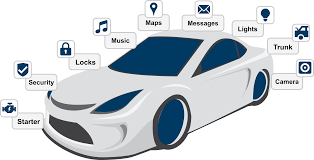 Maps
Messages
Music
Lights
Locks
Trunk
Security
Camera
Starter